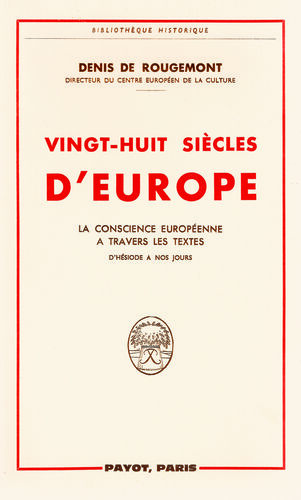 BIBLIOTHÈQUE HISTORIQUE
DENIS DE ROUGEMONT
DIRECTEUR DU CENTRE EUROPÉEN DE LA CULTURE
VINGT-HUIT SIÈCLES
D'EUROPE
LA CONSCIENCE EUROPÉENNE
A TRAVERS LES TEXTES
D'HÉSIODE A NOS JOURS
PAYOT, PARIS